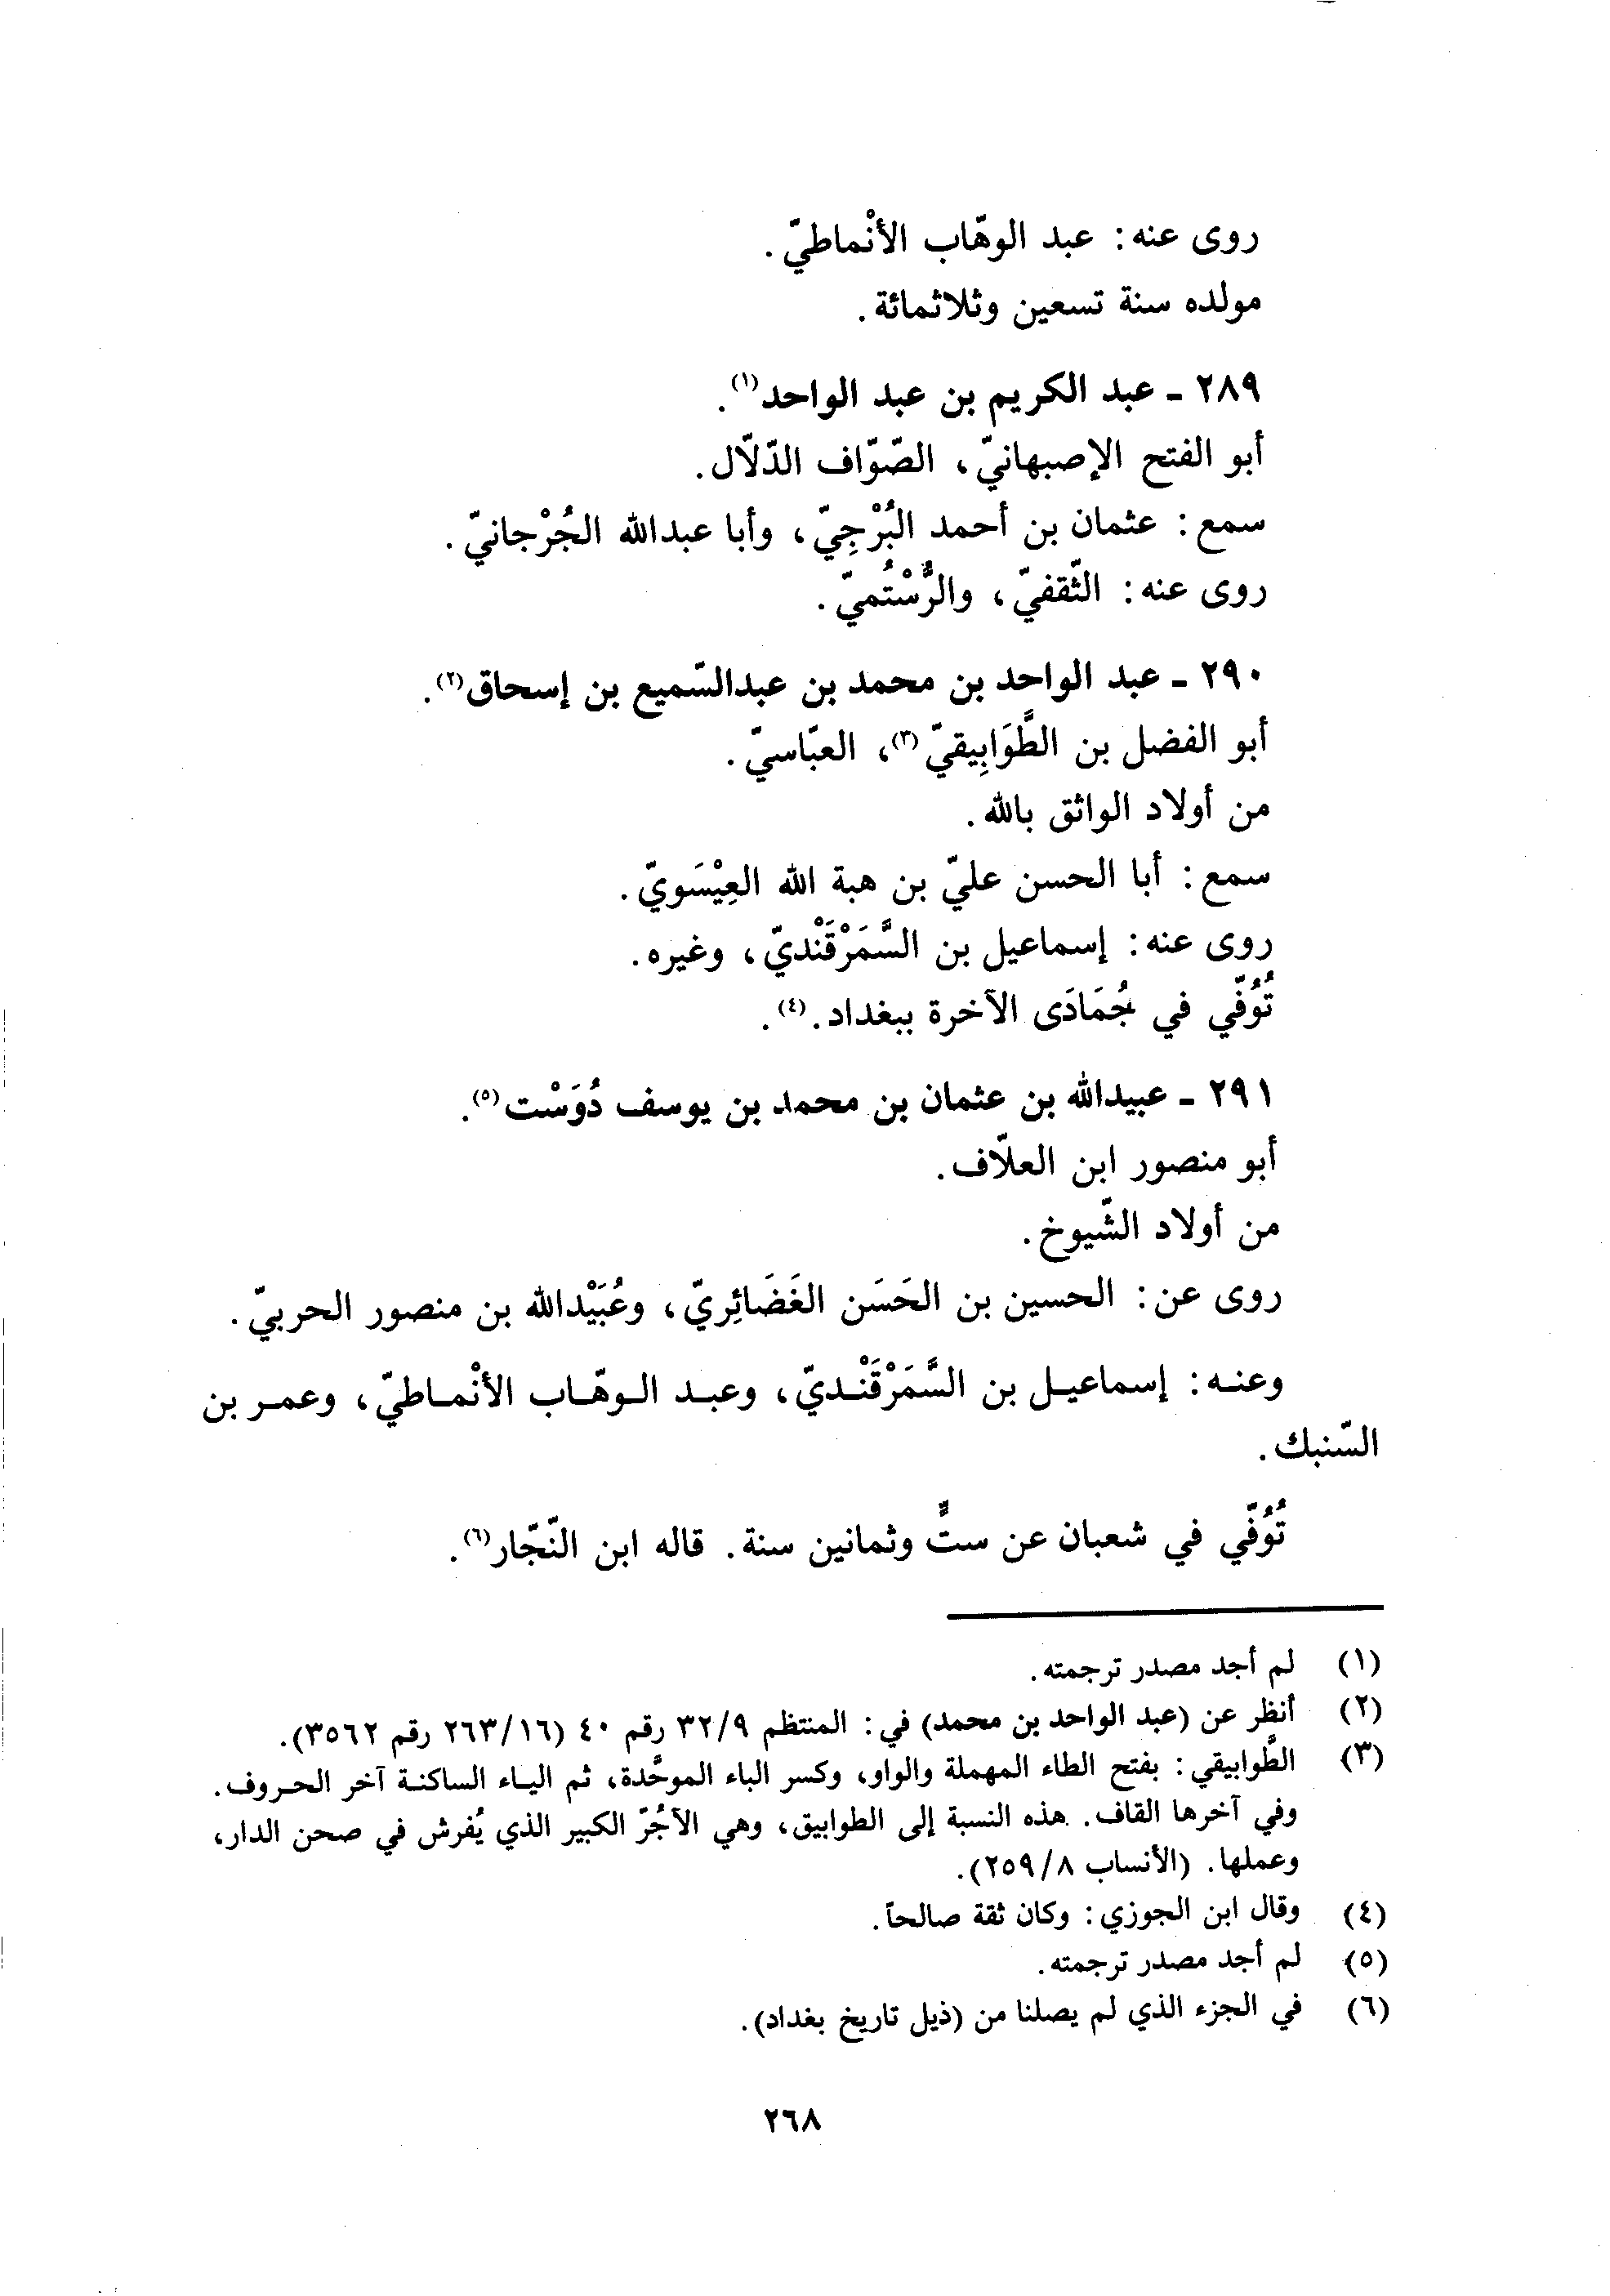 روى عنه: عبد الوهّاب الأنْماطيّ.
مولده سنة تسعين وثلاثمائة.
٢٨٩ ـ عبد الكريم بن عبد الواحد(١).
أبو الفتح الإصبهانيّ، الصّوّاف الدّلّال.
سمع: عثمان بن أحمد البُرْجِيّ، وأبا عبدالله الجُرْجانيّ.
روى عنه: الثّقفيّ، والرُّسْتُميّ.
٢٩٠ ـ عبد الواحد بن محمد بن عبدالسّميع بن إسحاق(٢).
أبو الفضل بن الطَّوَابِيقيّ(٣)، العبّاسيّ.
من أولاد الواثق بالله.
سمع: أبا الحسن عليّ بن هبة الله العِيْسَويّ.
روى عنه: إسماعيل بن السَّمَرْقَنْديّ، وغيره.
تُوُفّي في جُمَادَى الآخرة ببغداد.(٤).
٢٩١ ـ عبيدالله بن عثمان بن محمد بن يوسف دُوَسْت(٥).
أبو منصور ابن العلاّف.
من أولاد الشّيوخ.
روى عن: الحسين بن الحَسَن الغَضَائِريّ، وعُبَيْدالله بن منصور الحربيّ.
وعنه: إسماعيل بن السَّمَرْقَنْديّ، وعبد الوهّاب الأنْماطيّ، وعمر بن
السّنبك.
تُوُفّي في شعبان عن ستٍّ وثمانين سنة. قاله ابن النّجّار(٦).
(١) لم أجد مصدر ترجمته.
(٢) أنظر عن (عبد الواحد بن محمد) في: المنتظم ٣٢/٩ رقم ٤٠ (٢٦٣/١٦ رقم ٣٥٦٢).
(٣) الطَّوابيقي: بفتح الطاء المهملة والواو، وكسر الباء الموحَّدة، ثم الياء الساكنة آخر الحروف.
وفي آخرها القاف. هذه النسبة إلى الطوابيق، وهي الآجُرّ الكبير الذي يُفرش في صحن الدار،
وعملها. (الأنساب ٢٥٩/٨).
(٤) وقال ابن الجوزي: وكان ثقة صالحاً.
(٥) لم أجد مصدر ترجمته.
(٦) في الجزء الذي لم يصلنا من (ذيل تاريخ بغداد).
٢٦٨